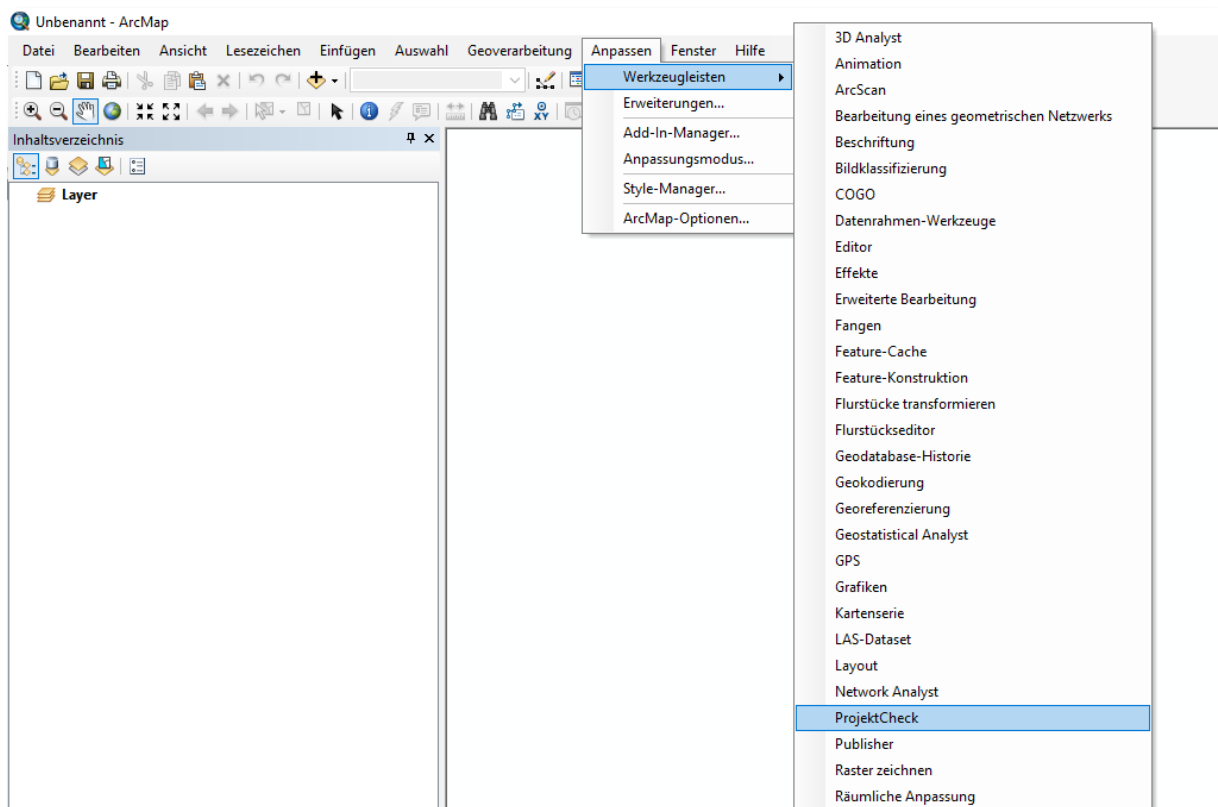 Unbenannt - ArcMap
Datei Bearbeiten Ansicht Lesezeichen Einfügen Auswahl Geoverarbeitung Anpassen Fenster Hilfe
Inhaltsverzeichnis
Layer
Werkzeugleisten
Erweiterungen...
Add-In-Manager...
Anpassungsmodus...
Style-Manager...
ArcMap-Optionen...
3D Analyst
Animation
ArcScan
Bearbeitung eines geometrischen Netzwerks
Beschriftung
Bildklassifizierung
COGO
Datenrahmen-Werkzeuge
Editor
Effekte
Erweiterte Bearbeitung
Fangen
Feature-Cache
Feature-Konstruktion
Flurstücke transformieren
Flurstückseditor
Geodatabase-Historie
Geokodierung
Georeferenzierung
Geostatistical Analyst
GPS
Grafiken
Kartenserie
LAS-Dataset
Layout
Network Analyst
ProjektCheck
Publisher
Raster zeichnen
Räumliche Anpassung